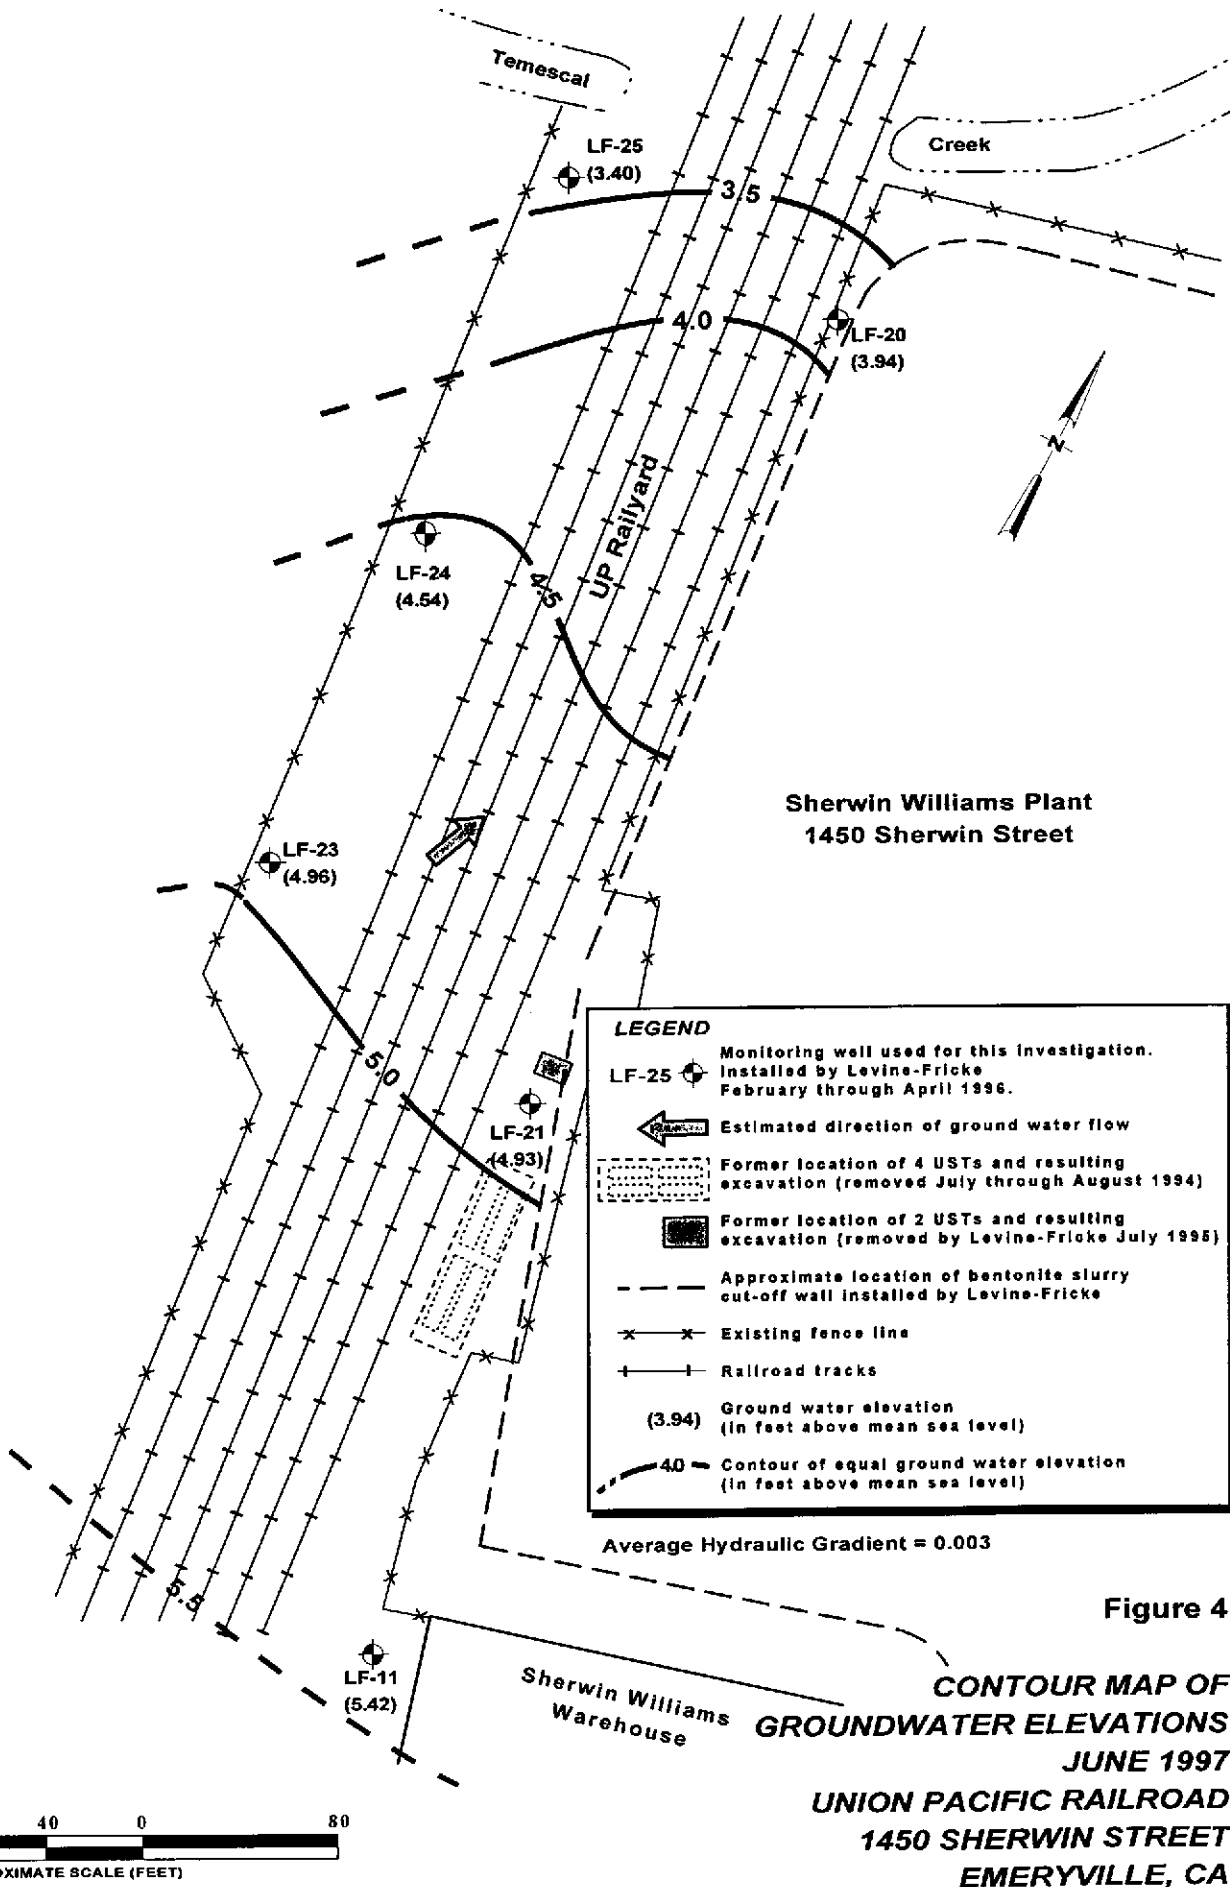 Temescal
LF-25
(3.40)
Creek
3.5
4.0
LF-20
(3.94)
N
UP Railyard
LF-24
(4.54)
4.5
Sherwin Williams Plant
1450 Sherwin Street
LF-23
(4.96)
5.0
LF-21
(4.93)
LEGEND
LF-25
Monitoring well used for this investigation.
Installed by Levine-Fricke
February through April 1996.
Estimated direction of ground water flow
Former location of 4 USTs and resulting
excavation (removed July through August 1994)
Former location of 2 USTs and resulting
excavation (removed by Levine-Fricke July 1995)
Approximate location of bentonite slurry
cut-off wall installed by Levine-Fricke
Existing fence line
Railroad tracks
(3.94)
Ground water elevation
(in feet above mean sea level)
40
Contour of equal ground water elevation
(in feet above mean sea level)
Average Hydraulic Gradient = 0.003
5.5
LF-11
(5.42)
Sherwin Williams
Warehouse
Figure 4
CONTOUR MAP OF
GROUNDWATER ELEVATIONS
JUNE 1997
UNION PACIFIC RAILROAD
1450 SHERWIN STREET
EMERYVILLE, CA
40 0 80
OXIMATE SCALE (FEET)